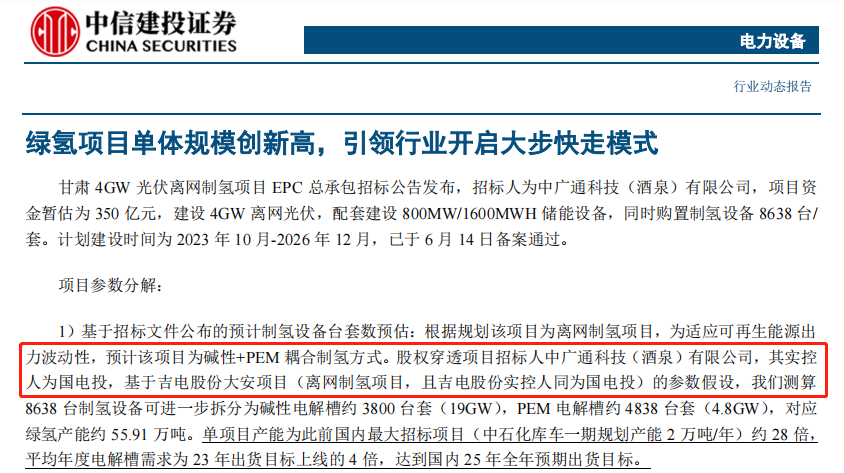 中信建投证券
CHINA SECURITIES
电力设备
行业动态报告
绿氢项目单体规模创新高，引领行业开启大步快走模式
甘肃 4GW 光伏离网制氢项目 EPC 总承包招标公告发布，招标人为中广通科技（酒泉）有限公司，项目资
金暂估为 350 亿元，建设 4GW 离网光伏，配套建设 800MW/1600MWH 储能设备，同时购置制氢设备 8638 台/
套。计划建设时间为 2023 年 10 月-2026 年 12 月，已于 6 月 14 日备案通过。
项目参数分解：
1）基于招标文件公布的预计制氢设备台套数预估：根据规划该项目为离网制氢项目，为适应可再生能源出
力波动性，预计该项目为碱性+PEM 耦合制氢方式。股权穿透项目招标人中广通科技（酒泉）有限公司，其实控
人为国电投，基于吉电股份大安项目（离网制氢项目，且吉电股份实控人同为国电投）的参数假设，我们测算
8638 台制氢设备可进一步拆分为碱性电解槽约 3800 台套（19GW），PEM 电解槽约 4838 台套（4.8GW），对应
绿氢产能约 55.91 万吨。单项目产能为此前国内最大招标项目（中石化库车一期规划产能 2 万吨/年）约 28 倍，
平均年度电解槽需求为 23 年出货目标上线的 4 倍，达到国内 25 年全年预期出货目标。